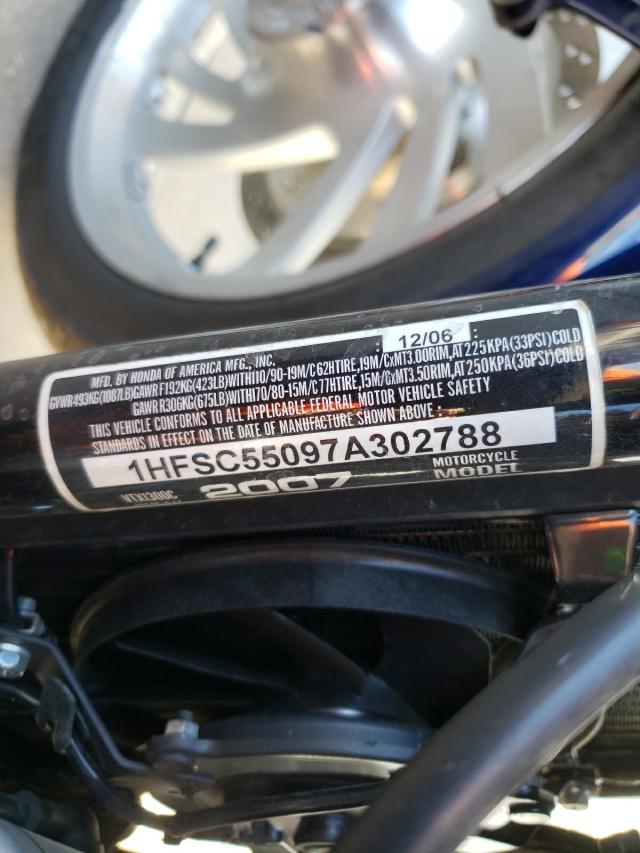 12/06
MFD. BY HONDA OF AMERICA MFG., INC.
GVWR493KG(1087LB)GAWR F192KG(423LB)WITH110/90-19M/C62HTIRE,19M/CxMT3.00RIM,AT225KPA(33PSI)COLD
GAWR R306KG(675LB)WITH170/80-15M/C77HTIRE,15M/CxMT3.50RIM,AT250KPA(36PSI)COLD
THIS VEHICLE CONFORMS TO ALL APPLICABLE FEDERAL MOTOR VEHICLE SAFETY
STANDARDS IN EFFECT ON THE DATE OF MANUFACTURE SHOWN ABOVE :
1HFSC55097A302788
VTX1300C 2007 MOTORCYCLE
MODEL